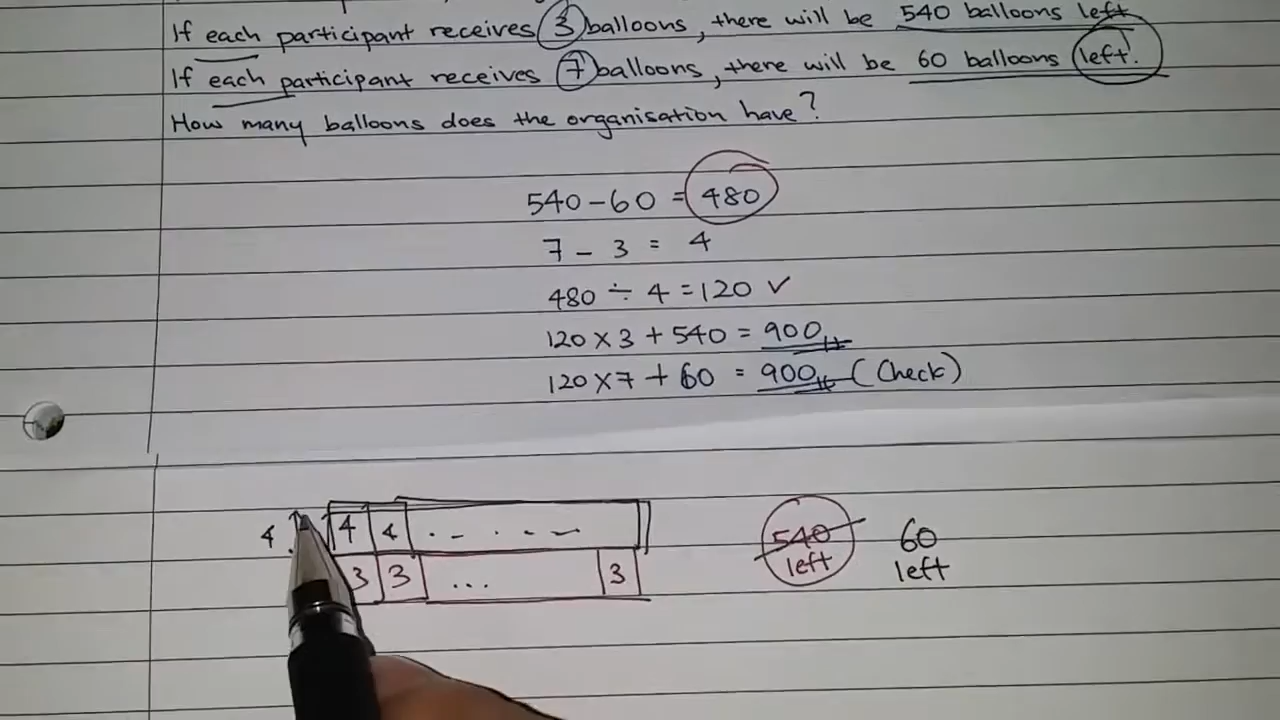 If each participant receives 3 balloons, there will be 540 balloons left
If each participant receives 7 balloons, there will be 60 balloons left.
How many balloons does the organisation have?
540 - 60 = 480
7 - 3 = 4
480 ÷ 4 = 120 ✓
120 × 3 + 540 = 900
120 × 7 + 60 = 900 (Check)
4 4 4 . - . - -
3 3 ... 3
540 left
60 left